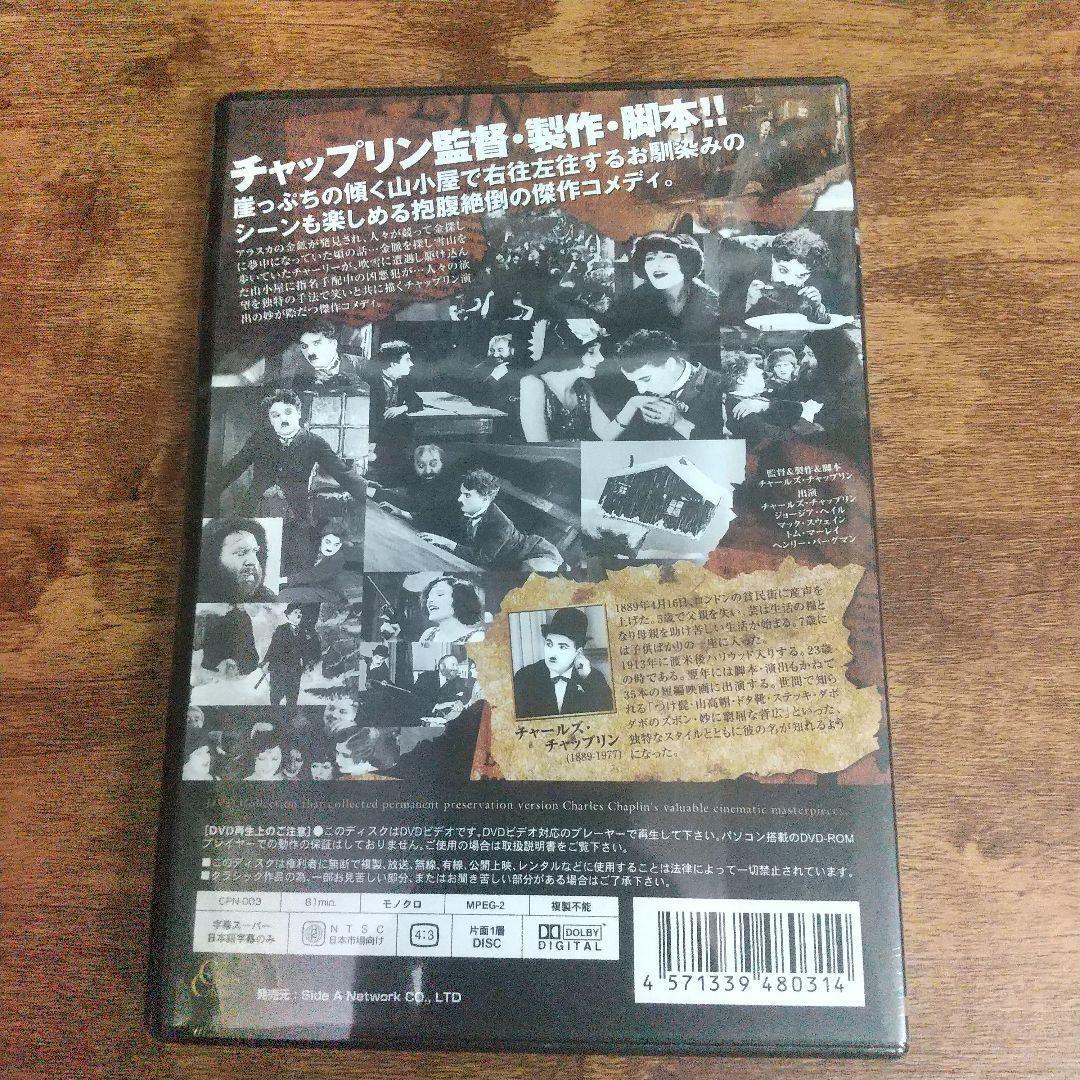 チャップリン監督・製作・脚本!!
崖っぷちの傾く山小屋で右往左往するお馴染みの
シーンも楽しめる抱腹絶倒の傑作コメディ。
アラスカの金鉱が発見され、人々が競って金探し
に夢中になっていた頃の話…金脈を探し雪山を
歩いていたチャーリーが、吹雪に遭遇し駆け込ん
だ山小屋に指名手配中の凶悪犯が…人々の欲
望を独特の手法で笑いと共に描くチャップリン演
出の妙が際だつ傑作コメディ。
監督&製作&脚本
チャールズ・チャップリン
出演
チャールズ・チャップリン
ジョージア・ヘイル
マック・スウェイン
トム・マーレイ
ヘンリー・バーグマン
1889年4月16日、ロンドンの貧民街に産声を
上げた。5歳で父親を失い、芸は生活の糧と
なり母親を助け苦しい生活が始まる。7歳に
は子供ばかりの一座に入った。
1913年に渡米後ハリウッド入りする。23歳
の時である。翌年には脚本・演出もかねて
35本の短編映画に出演する。世間で知ら
れる「つけ髭・山高帽・ドタ靴・ステッキ・ダボ
ダボのズボン・妙に窮屈な背広」といった、
独特なスタイルとともに彼の名が知れるよう
になった。
チャールズ・
チャップリン
(1889-1977)
DVD Collection that collected permanent preservation version Charles Chaplin's valuable cinematic masterpieces.
[DVD再生上のご注意]●このディスクはDVDビデオです。DVDビデオ対応のプレーヤーで再生して下さい。パソコン搭載のDVD-ROM
プレイヤーでの動作の保証はしておりません。ご使用の場合は取扱説明書をご覧下さい。
■このディスクは権利者に無断で複製、放送、無線、有線、公開上映、レンタルなどに使用することは法律によって一切禁止されています。
■クラシック作品の為、一部お見苦しい部分、またはお聞き苦しい部分がある場合はご了承下さい。
CPN-003 81min. モノクロ MPEG-2 複製不能
字幕スーパー
日本語字幕のみ
NTSC
日本市場向け
4:3
片面1層
DISC
DOLBY
DIGITAL
発売元:Side A Network CO., LTD
4 571339 480314